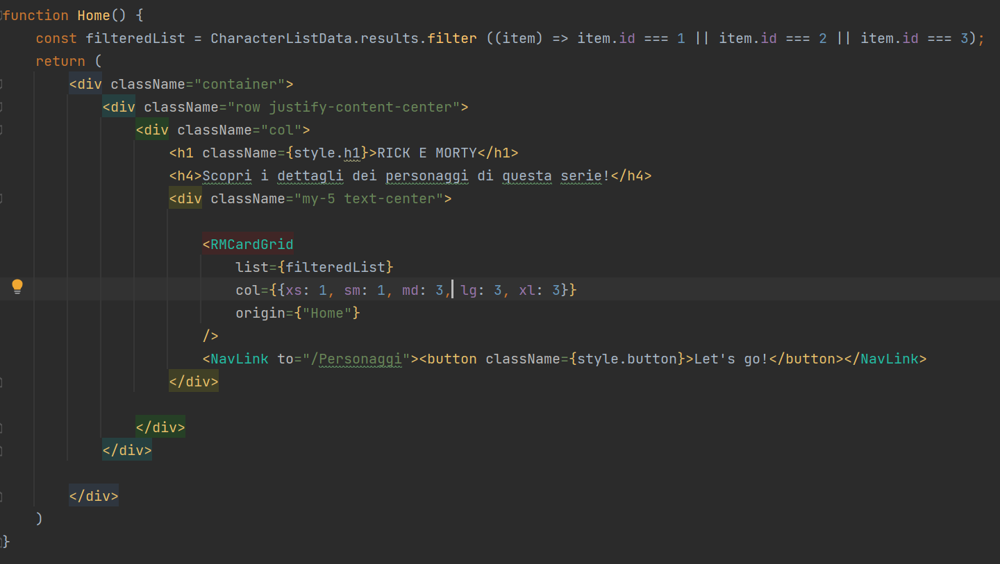 function Home() {
    const filteredList = CharacterListData.results.filter ((item) => item.id === 1 || item.id === 2 || item.id === 3);
    return (
        <div className="container">
            <div className="row justify-content-center">
                <div className="col">
                    <h1 className={style.h1}>RICK E MORTY</h1>
                    <h4>Scopri i dettagli dei personaggi di questa serie!</h4>
                    <div className="my-5 text-center">
                        <RMCardGrid
                            list={filteredList}
                            col={{xs: 1, sm: 1, md: 3, lg: 3, xl: 3}}
                            origin={"Home"}
                        />
                        <NavLink to="/Personaggi"><button className={style.button}>Let's go!</button></NavLink>
                    </div>
                </div>
            </div>
        </div>
    )
}